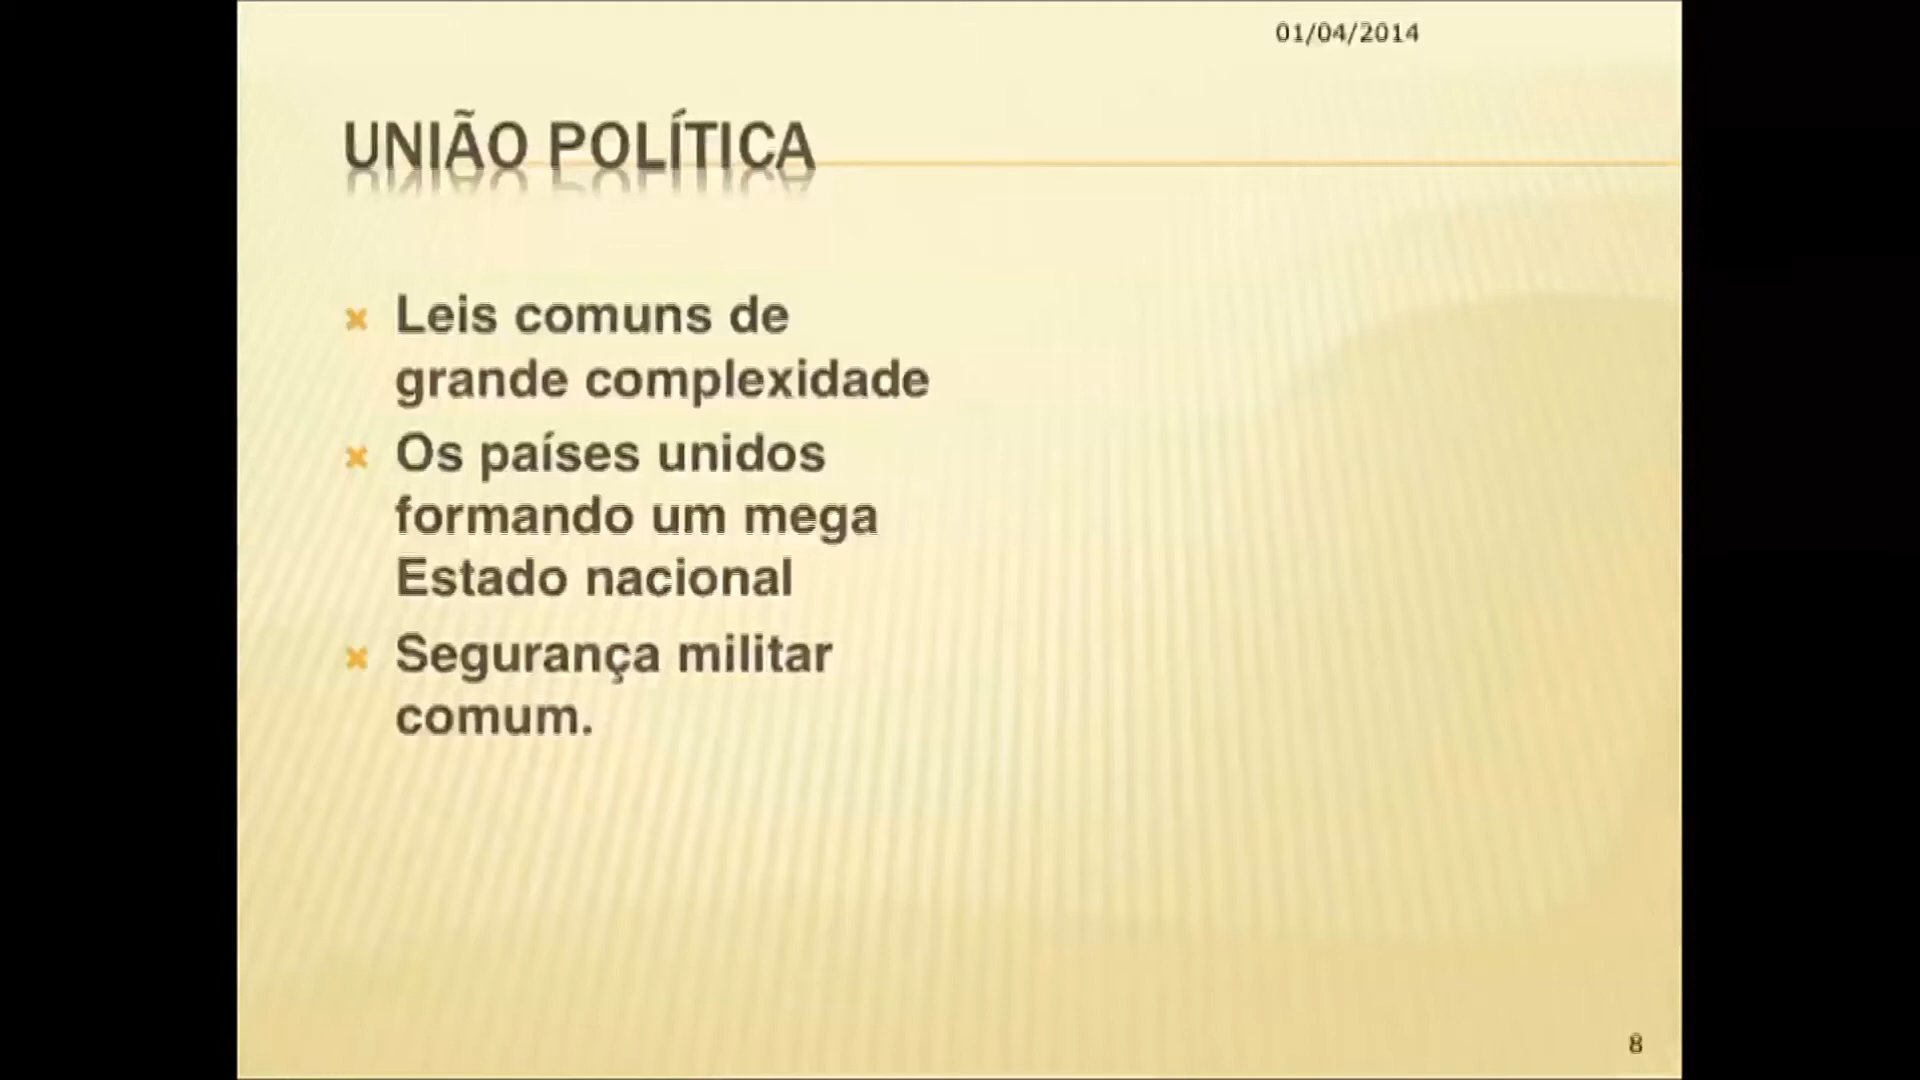 01/04/2014
UNIÃO POLÍTICA
Leis comuns de
grande complexidade
Os países unidos
formando um mega
Estado nacional
Segurança militar
comum.
8